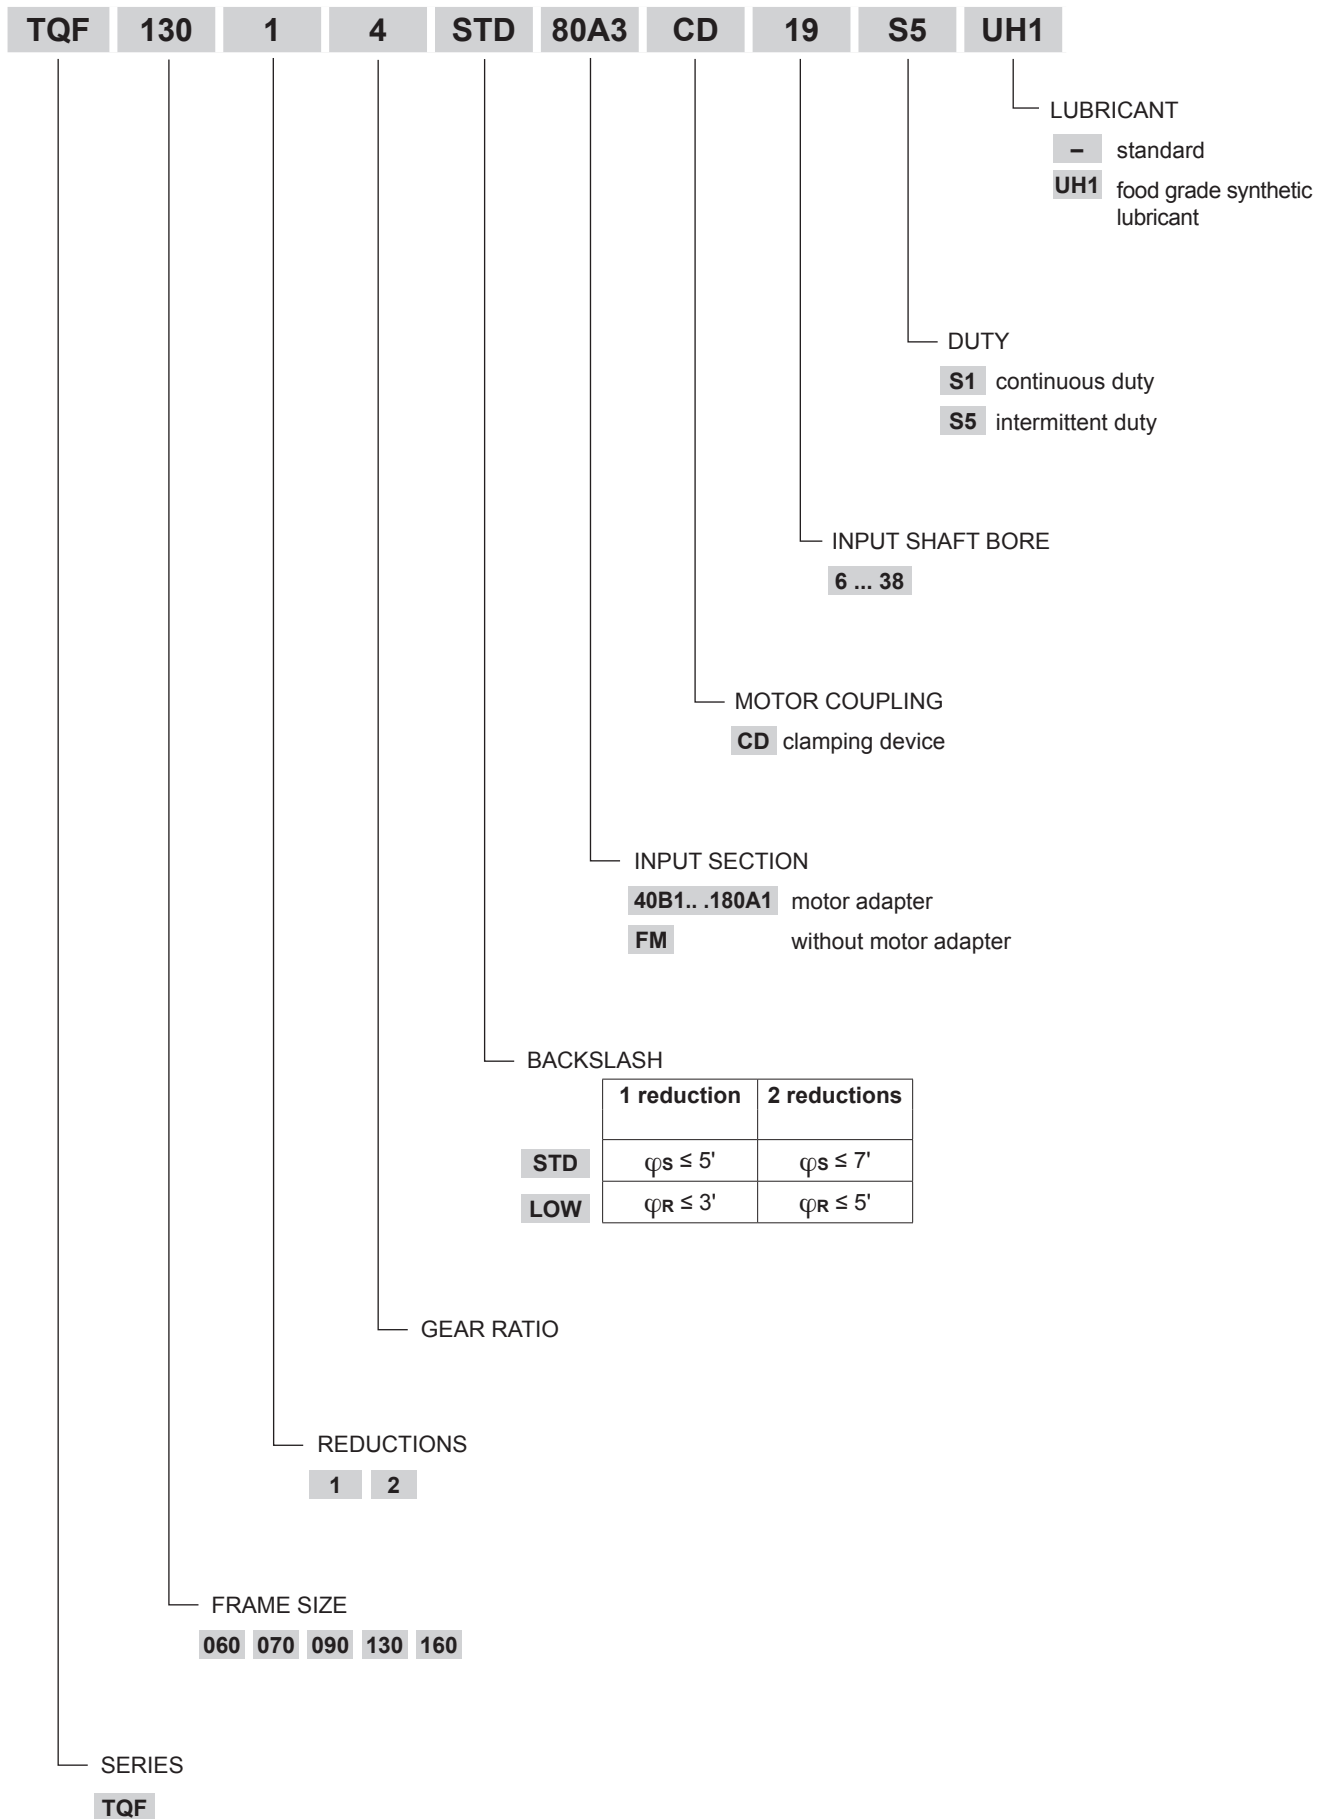 TQF 130 1 4 STD 80A3 CD 19 S5 UH1
LUBRICANT
– standard
UH1 food grade synthetic
lubricant
DUTY
S1 continuous duty
S5 intermittent duty
INPUT SHAFT BORE
6 ... 38
MOTOR COUPLING
CD clamping device
INPUT SECTION
40B1.. .180A1 motor adapter
FM without motor adapter
BACKSLASH
1 reduction 2 reductions
STD φS ≤ 5' φS ≤ 7'
LOW φR ≤ 3' φR ≤ 5'
GEAR RATIO
REDUCTIONS
1 2
FRAME SIZE
060 070 090 130 160
SERIES
TQF